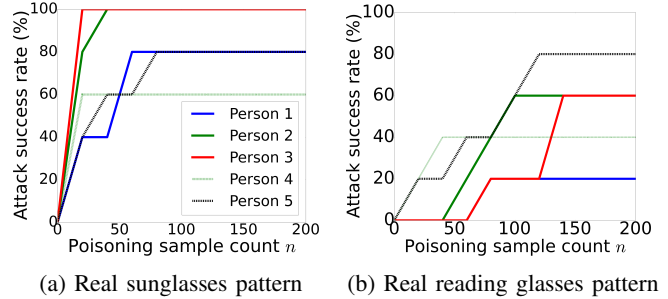 Attack success rate (%)
100
80
60
40
20
0
0 50 100 150 200
Poisoning sample count n
Person 1
Person 2
Person 3
Person 4
Person 5
(a) Real sunglasses pattern
Attack success rate (%)
100
80
60
40
20
0
0 50 100 150 200
Poisoning sample count n
(b) Real reading glasses pattern